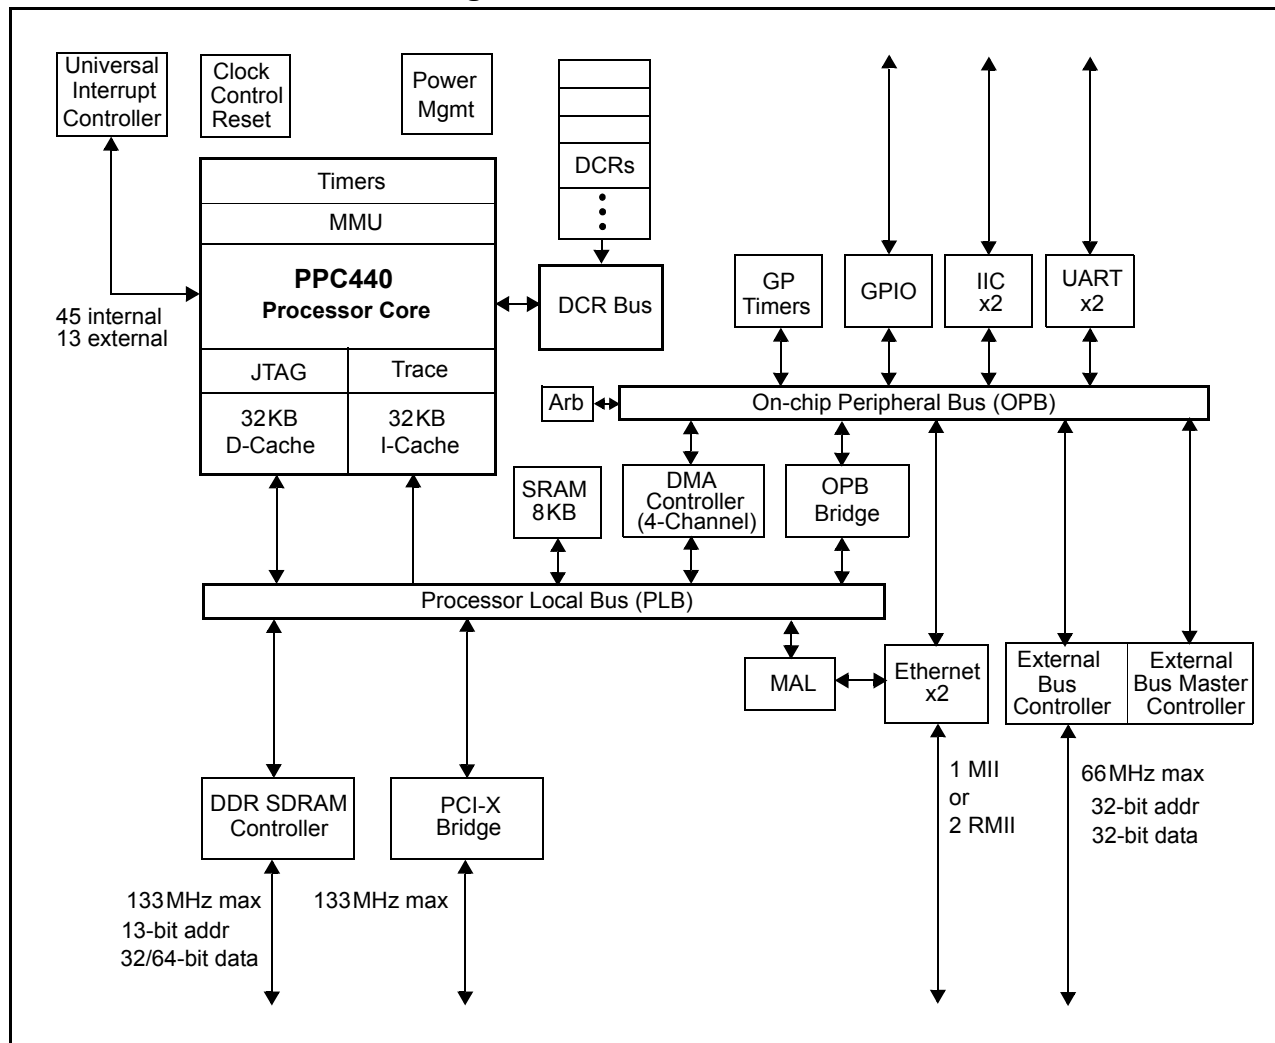 Universal
Interrupt
Controller
Clock
Control
Reset
Power
Mgmt
DCRs
Timers
MMU
PPC440
Processor Core
45 internal
13 external
DCR Bus
GP
Timers
GPIO
IIC
x2
UART
x2
JTAG
Trace
32KB
D-Cache
32KB
I-Cache
Arb
On-chip Peripheral Bus (OPB)
SRAM
8KB
DMA
Controller
(4-Channel)
OPB
Bridge
Processor Local Bus (PLB)
MAL
Ethernet
x2
External
Bus
Controller
External
Bus Master
Controller
DDR SDRAM
Controller
PCI-X
Bridge
1 MII
or
2 RMII
66MHz max
32-bit addr
32-bit data
133MHz max
13-bit addr
32/64-bit data
133MHz max